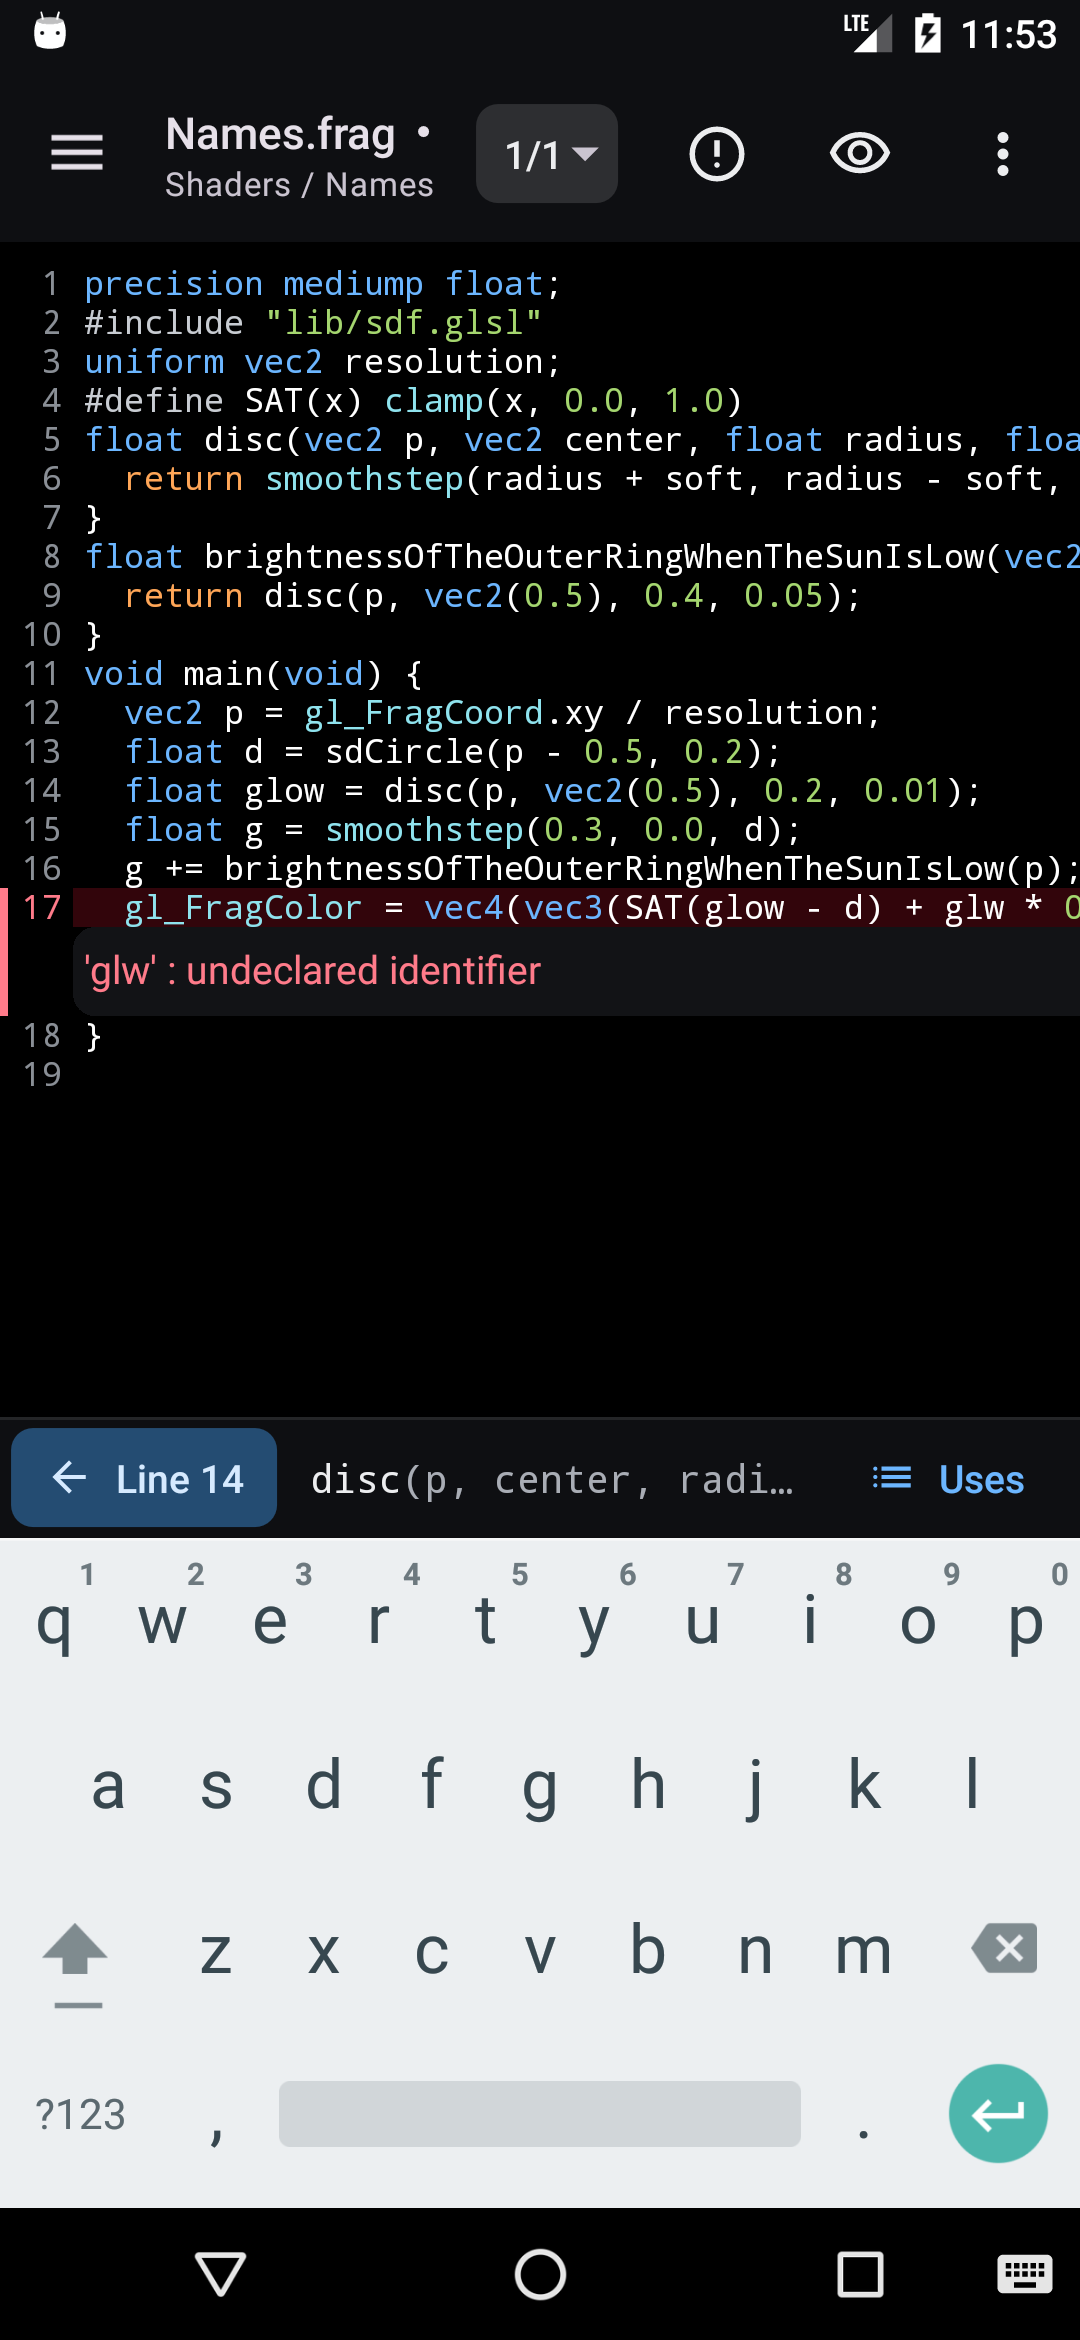 LTE 11:53
Names.frag •
Shaders / Names
1/1
1 precision mediump float;
2 #include "lib/sdf.glsl"
3 uniform vec2 resolution;
4 #define SAT(x) clamp(x, 0.0, 1.0)
5 float disc(vec2 p, vec2 center, float radius, floa
6   return smoothstep(radius + soft, radius - soft,
7 }
8 float brightnessOfTheOuterRingWhenTheSunIsLow(vec2
9   return disc(p, vec2(0.5), 0.4, 0.05);
10 }
11 void main(void) {
12   vec2 p = gl_FragCoord.xy / resolution;
13   float d = sdCircle(p - 0.5, 0.2);
14   float glow = disc(p, vec2(0.5), 0.2, 0.01);
15   float g = smoothstep(0.3, 0.0, d);
16   g += brightnessOfTheOuterRingWhenTheSunIsLow(p);
17   gl_FragColor = vec4(vec3(SAT(glow - d) + glw * 0
'glw' : undeclared identifier
18 }
19
← Line 14 disc(p, center, radi… Uses
1 2 3 4 5 6 7 8 9 0
q w e r t y u i o p
a s d f g h j k l
z x c v b n m
?123 , .